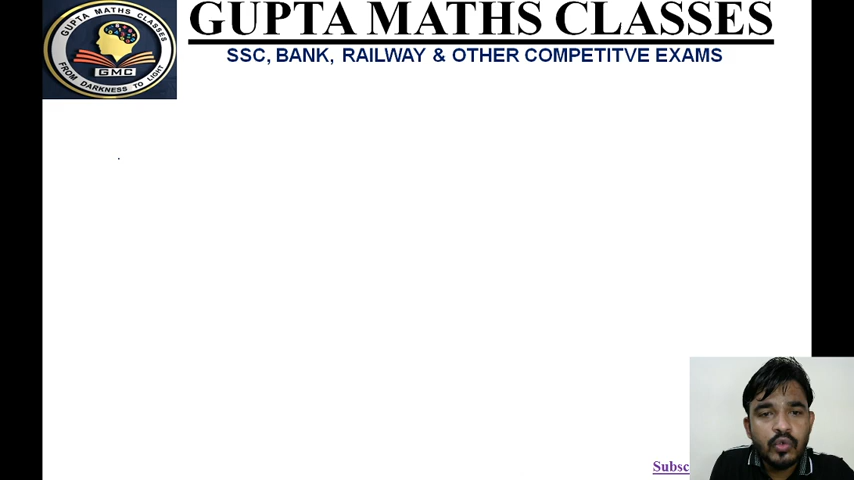 GUPTA MATHS CLASSES
SSC, BANK, RAILWAY & OTHER COMPETITVE EXAMS
GUPTA MATHS CLASSES
GMC
FROM DARKNESS TO LIGHT
Subsc